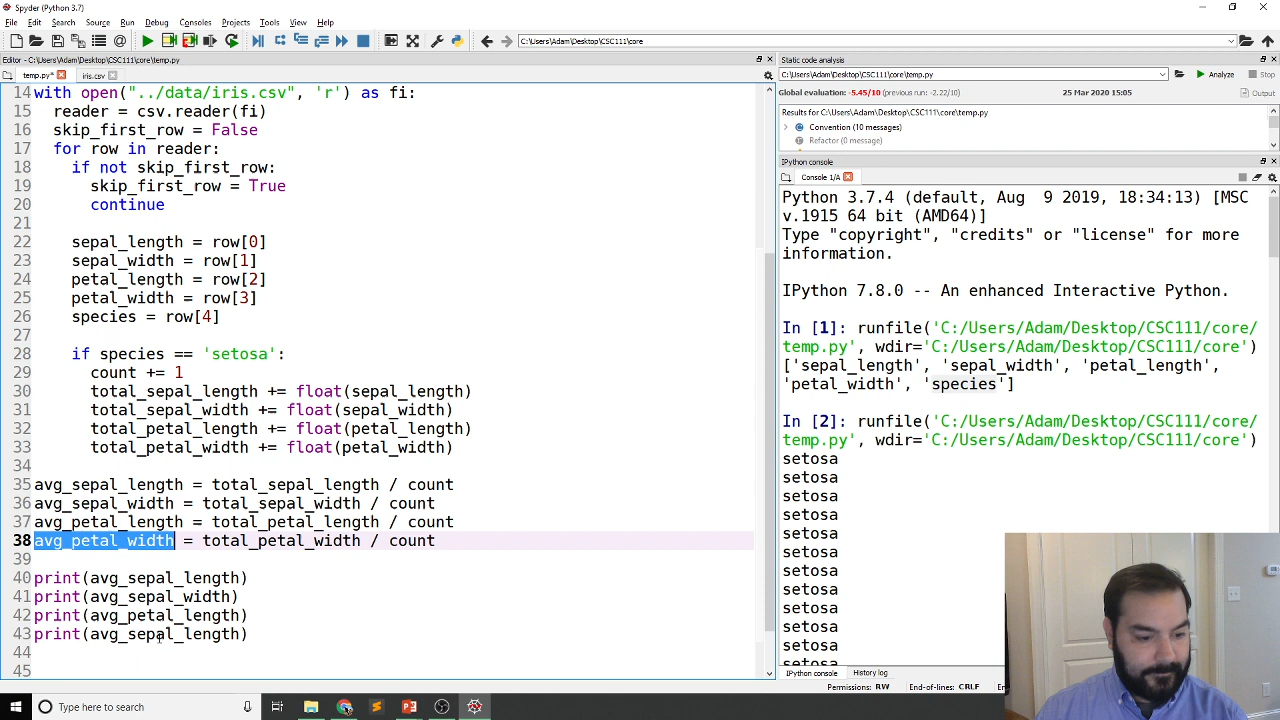 Spyder (Python 3.7)
File Edit Search Source Run Debug Consoles Projects Tools View Help
C:\Users\Adam\Desktop\CSC111\core
Editor - C:\Users\Adam\Desktop\CSC111\core\temp.py
temp.py* iris.csv
14 with open("../data/iris.csv", 'r') as fi:
15 reader = csv.reader(fi)
16 skip_first_row = False
17 for row in reader:
18 if not skip_first_row:
19 skip_first_row = True
20 continue
21
22 sepal_length = row[0]
23 sepal_width = row[1]
24 petal_length = row[2]
25 petal_width = row[3]
26 species = row[4]
27
28 if species == 'setosa':
29 count += 1
30 total_sepal_length += float(sepal_length)
31 total_sepal_width += float(sepal_width)
32 total_petal_length += float(petal_length)
33 total_petal_width += float(petal_width)
34
35 avg_sepal_length = total_sepal_length / count
36 avg_sepal_width = total_sepal_width / count
37 avg_petal_length = total_petal_length / count
38 avg_petal_width = total_petal_width / count
39
40 print(avg_sepal_length)
41 print(avg_sepal_width)
42 print(avg_petal_length)
43 print(avg_sepal_length)
44
45
Static code analysis
C:\Users\Adam\Desktop\CSC111\core\temp.py Analyze Stop
Global evaluation: -5.45/10 (previous run: -2.22/10) 25 Mar 2020 15:05 Output
Results for C:\Users\Adam\Desktop\CSC111\core\temp.py
Convention (10 messages)
Refactor (0 message)
IPython console
Console 1/A
Python 3.7.4 (default, Aug 9 2019, 18:34:13) [MSC
v.1915 64 bit (AMD64)]
Type "copyright", "credits" or "license" for more
information.
IPython 7.8.0 -- An enhanced Interactive Python.
In [1]: runfile('C:/Users/Adam/Desktop/CSC111/core/
temp.py', wdir='C:/Users/Adam/Desktop/CSC111/core')
['sepal_length', 'sepal_width', 'petal_length',
'petal_width', 'species']
In [2]: runfile('C:/Users/Adam/Desktop/CSC111/core/
temp.py', wdir='C:/Users/Adam/Desktop/CSC111/core')
setosa
setosa
setosa
setosa
setosa
setosa
setosa
setosa
setosa
setosa
setosa
setosa
IPython console History log
Permissions: RW End-of-lines: CRLF
Type here to search